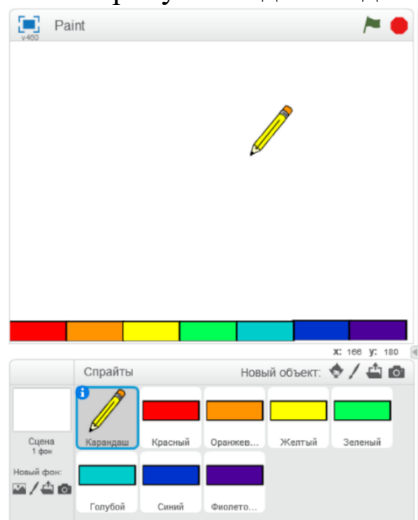 Paint
v460
x: 166 y: 180
Спрайты
Новый объект:
Сцена
1 фон
Новый фон:
Карандаш
Красный
Оранжев...
Желтый
Зеленый
Голубой
Синий
Фиолето...